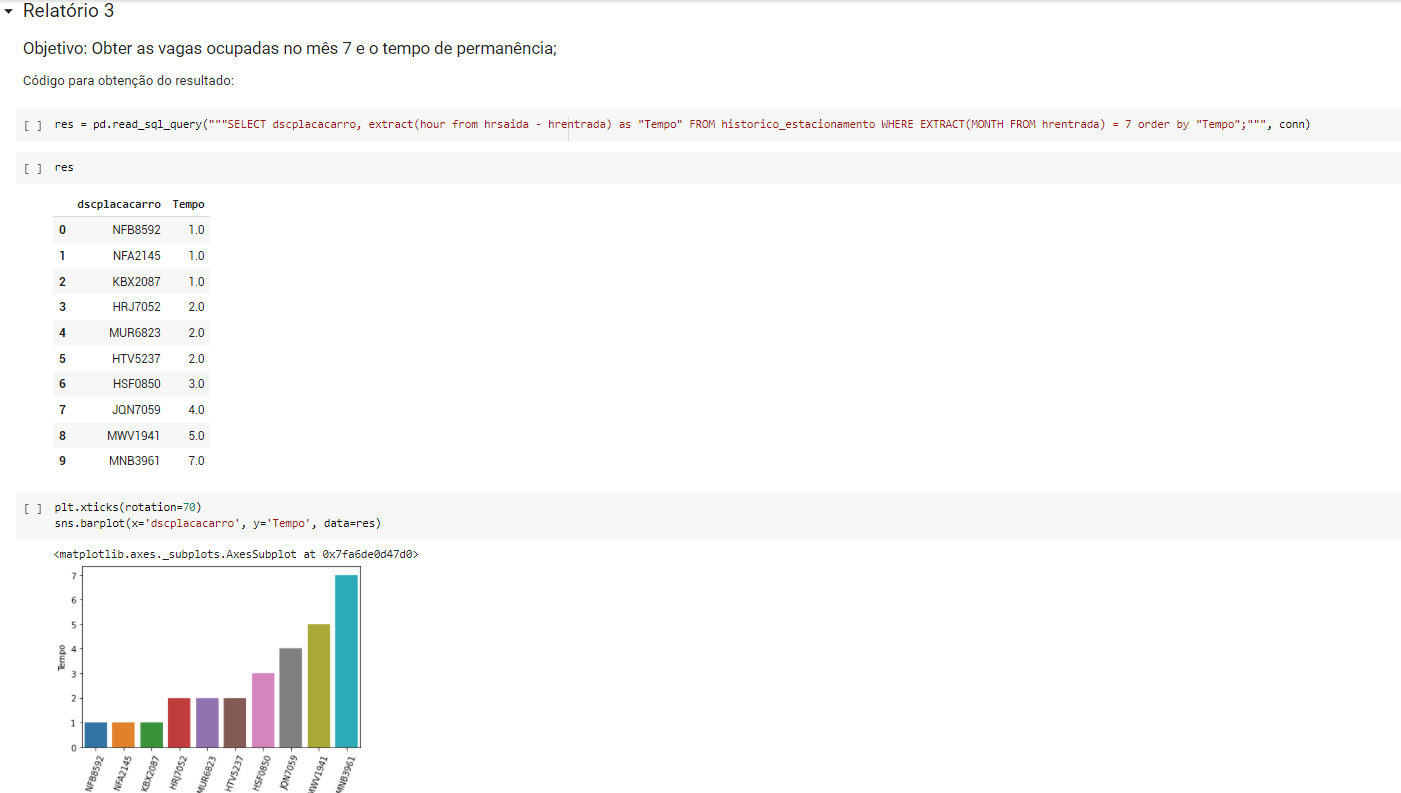 Relatório 3
Objetivo: Obter as vagas ocupadas no mês 7 e o tempo de permanência;
Código para obtenção do resultado:
[ ] res = pd.read_sql_query("""SELECT dscplacacarro, extract(hour from hrsaida - hrentrada) as "Tempo" FROM historico_estacionamento WHERE EXTRACT(MONTH FROM hrentrada) = 7 order by "Tempo";""", conn)
[ ] res
dscplacacarro Tempo
0 NFB8592 1.0
1 NFA2145 1.0
2 KBX2087 1.0
3 HRJ7052 2.0
4 MUR6823 2.0
5 HTV5237 2.0
6 HSF0850 3.0
7 JQN7059 4.0
8 MWV1941 5.0
9 MNB3961 7.0
[ ] plt.xticks(rotation=70)
sns.barplot(x='dscplacacarro', y='Tempo', data=res)
<matplotlib.axes._subplots.AxesSubplot at 0x7fa6de0d47d0>
7
6
5
4
3
2
1
0
Tempo
NFB8592 NFA2145 KBX2087 HRJ7052 MUR6823 HTV5237 HSF0850 JQN7059 MWV1941 MNB3961